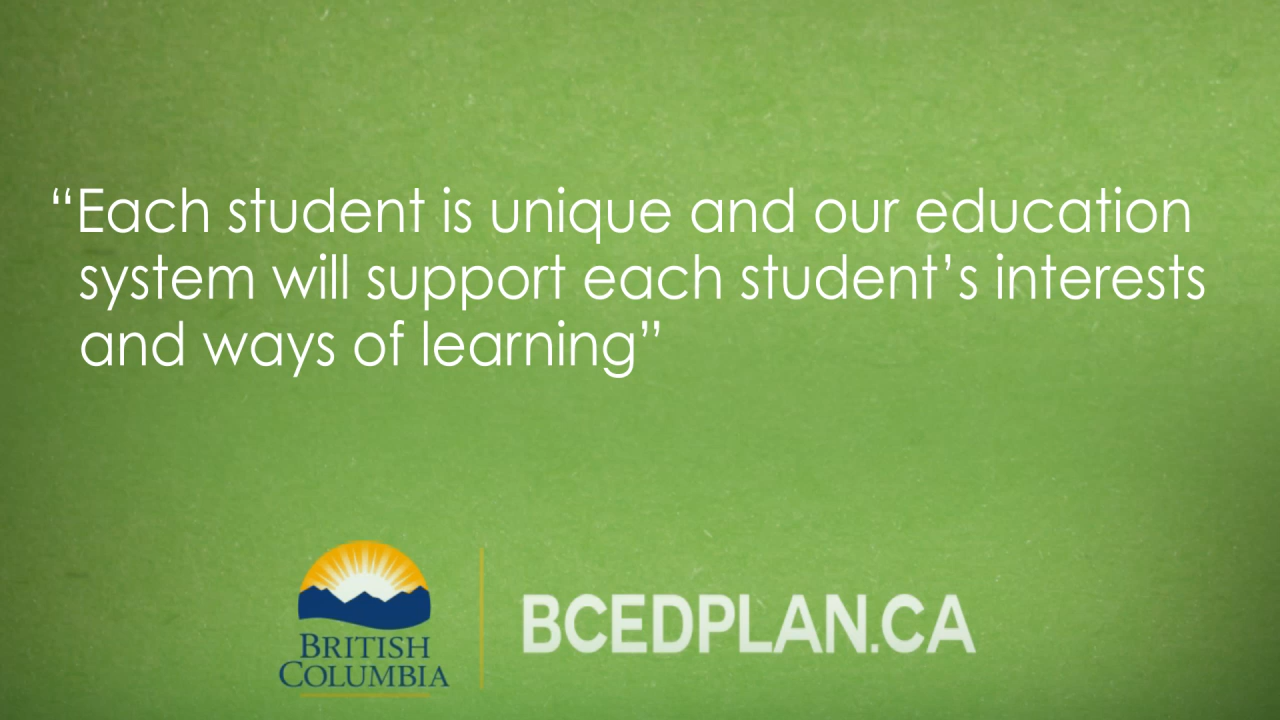 “Each student is unique and our education
system will support each student’s interests
and ways of learning”
BRITISH
COLUMBIA
BCEDPLAN.CA